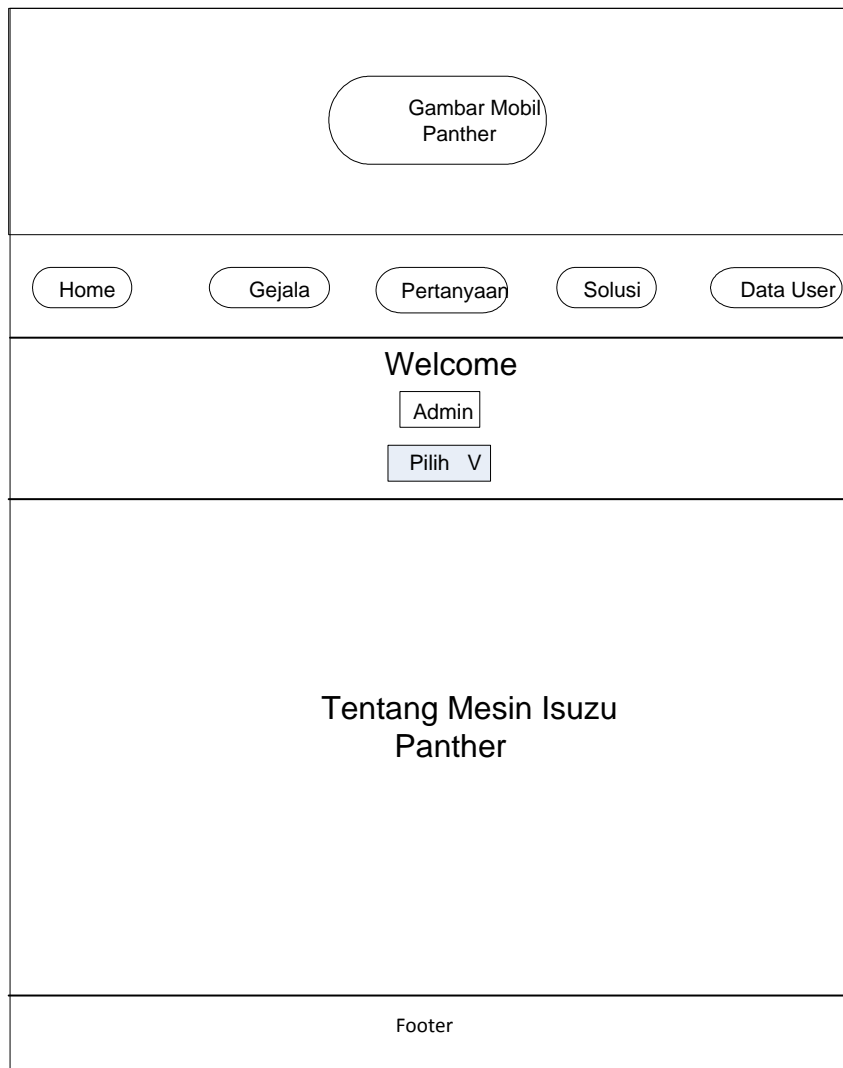 Gambar Mobil
Panther
Home
Gejala
Pertanyaan
Solusi
Data User
Welcome
Admin
Pilih V
Tentang Mesin Isuzu
Panther
Footer